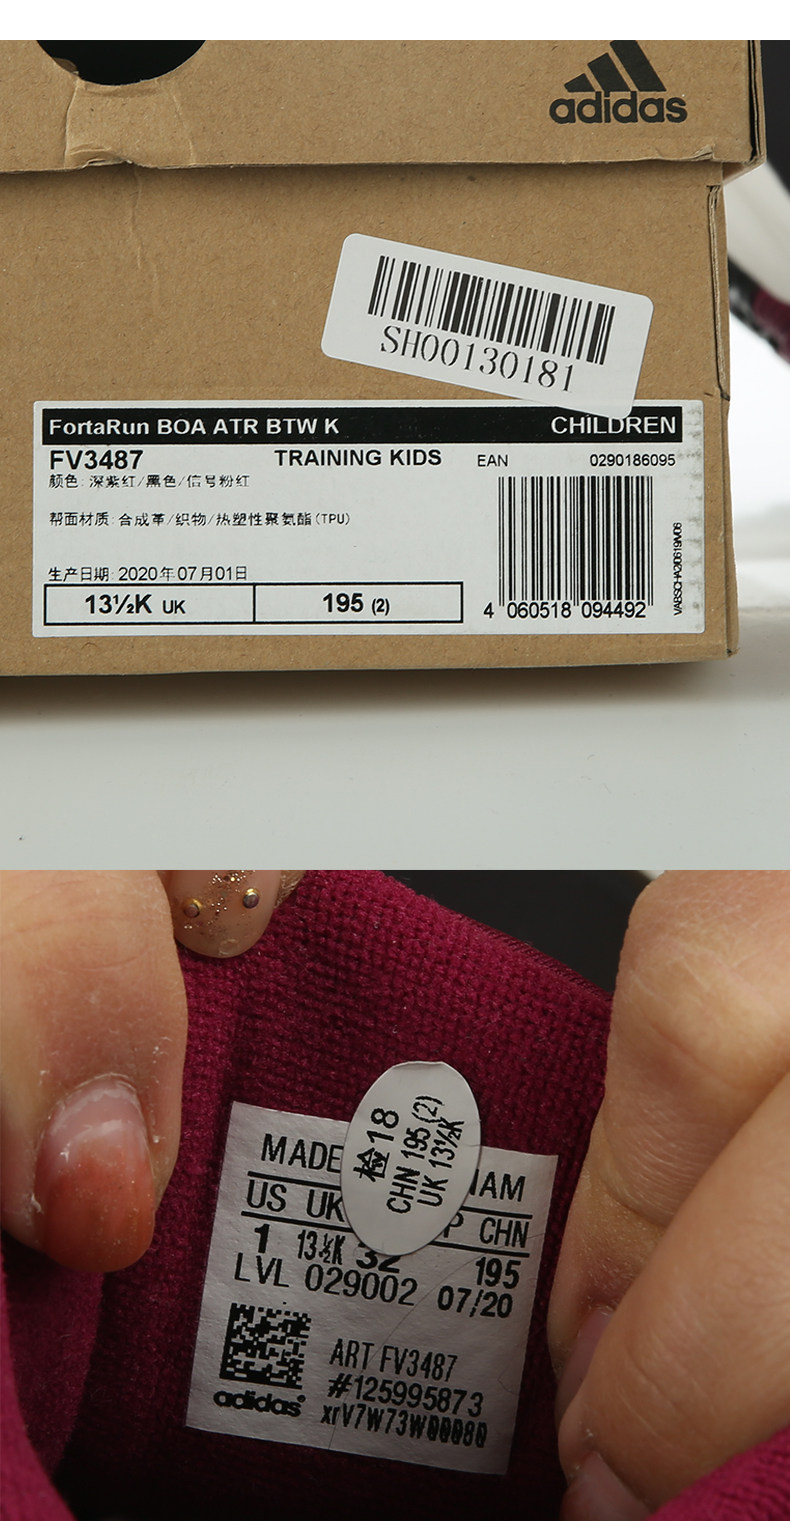 adidas
SH00130181
FortaRun BOA ATR BTW K CHILDREN
FV3487 TRAINING KIDS EAN 0290186095
颜色: 深紫红/黑色/信号粉红
帮面材质: 合成革/织物/热塑性聚氨酯(TPU)
生产日期: 2020年07月01日
13½K UK 195 (2)
4 060518 094492
检18
CHN 195 (2)
UK 13½K
MADE NAM
US UK P CHN
1 13½K 32 195
LVL 029002 07/20
ART FV3487
#125995873
adidas